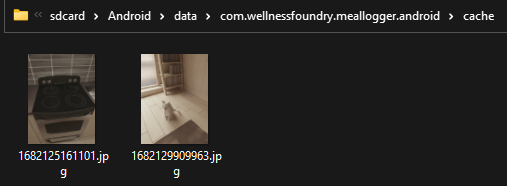 sdcard > Android > data > com.wellnessfoundry.meallogger.android > cache
1682125161101.jp
g
1682129909963.jp
g